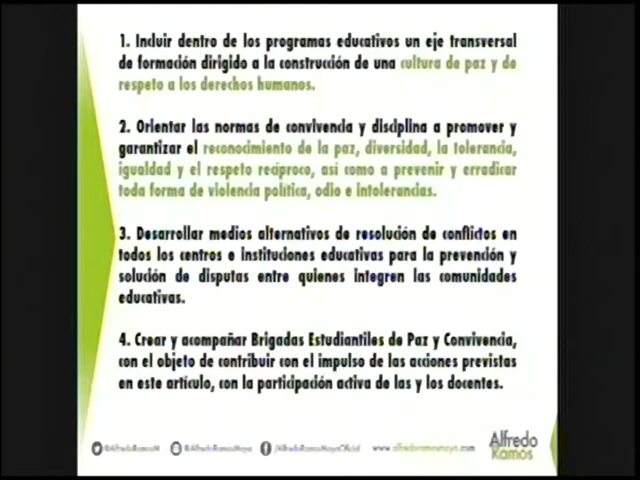 1. Incluir dentro de los programas educativos un eje transversal
de formación dirigido a la construcción de una cultura de paz y de
respeto a los derechos humanos.
2. Orientar las normas de convivencia y disciplina a promover y
garantizar el reconocimiento de la paz, diversidad, la tolerancia,
igualdad y el respeto recíproco, así como a prevenir y erradicar
toda forma de violencia política, odio e intolerancias.
3. Desarrollar medios alternativos de resolución de conflictos en
todos los centros e instituciones educativas para la prevención y
solución de disputas entre quienes integren las comunidades
educativas.
4. Crear y acompañar Brigadas Estudiantiles de Paz y Convivencia,
con el objeto de contribuir con el impulso de las acciones previstas
en este artículo, con la participación activa de las y los docentes.
@AlfredoRamosM @AlfredoRamosMaya /AlfredoRamosMayaOficial www.alfredoramosmaya.com
Alfredo
Ramos